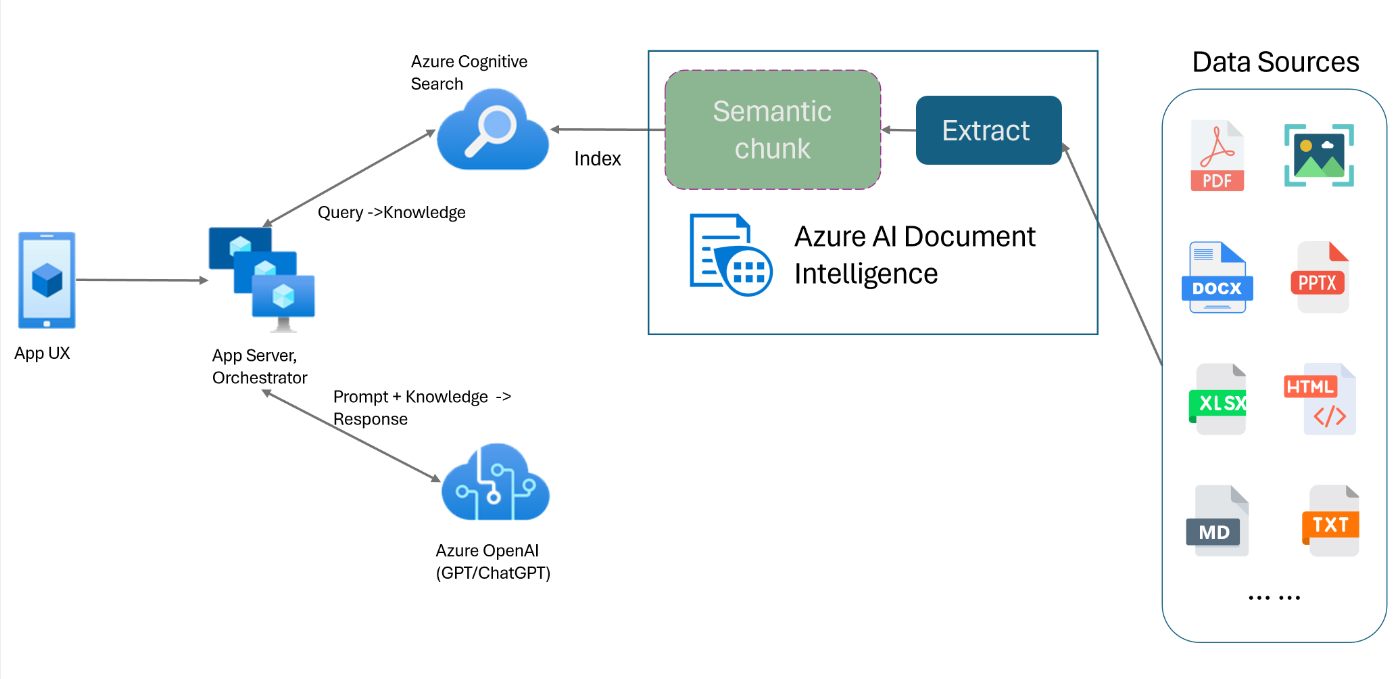 Azure Cognitive
Search
Semantic
chunk
Extract
Index
Query ->Knowledge
Azure AI Document
Intelligence
App UX
App Server,
Orchestrator
Prompt + Knowledge ->
Response
Azure OpenAI
(GPT/ChatGPT)
Data Sources
PDF
DOCX
PPTX
XLSX
HTML
</>
MD
TXT
... ...